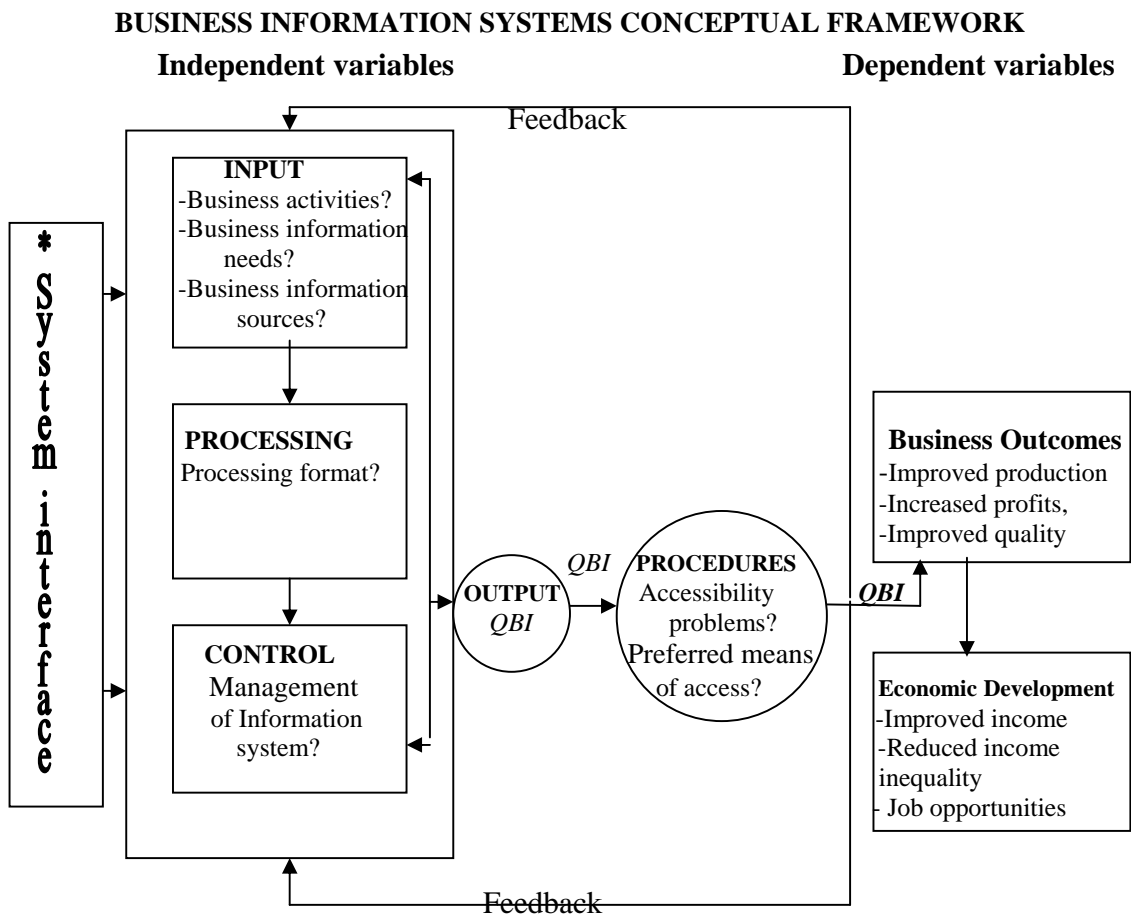 BUSINESS INFORMATION SYSTEMS CONCEPTUAL FRAMEWORK
Independent variables
Dependent variables
Feedback
* System interface
INPUT
-Business activities?
-Business information
needs?
-Business information
sources?
PROCESSING
Processing format?
CONTROL
Management
of Information
system?
OUTPUT
QBI
QBI
PROCEDURES
Accessibility
problems?
Preferred means
of access?
QBI
Business Outcomes
-Improved production
-Increased profits,
-Improved quality
Economic Development
-Improved income
-Reduced income
inequality
- Job opportunities
Feedback